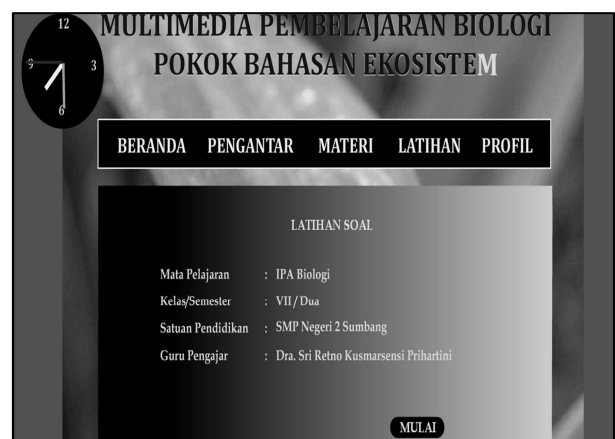 12
9
3
6
MULTIMEDIA PEMBELAJARAN BIOLOGI
POKOK BAHASAN EKOSISTEM
BERANDA PENGANTAR MATERI LATIHAN PROFIL
LATIHAN SOAL
Mata Pelajaran : IPA Biologi
Kelas/Semester : VII / Dua
Satuan Pendidikan : SMP Negeri 2 Sumbang
Guru Pengajar : Dra. Sri Retno Kusmarsensi Prihartini
MULAI